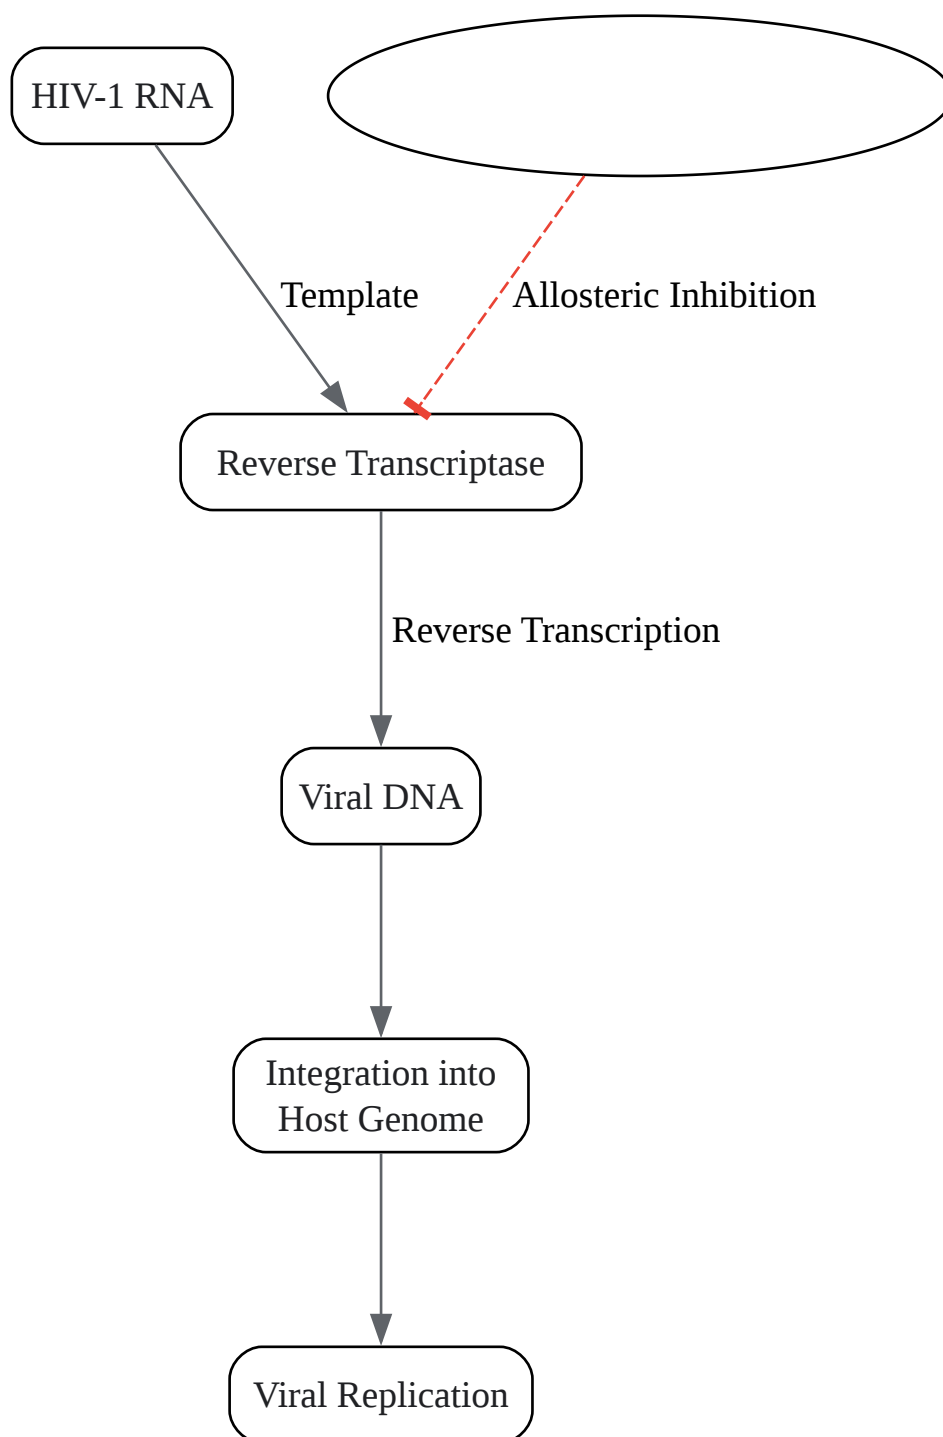 HIV-1 RNA
Template
Allosteric Inhibition
Reverse Transcriptase
Reverse Transcription
Viral DNA
Integration into
Host Genome
Viral Replication